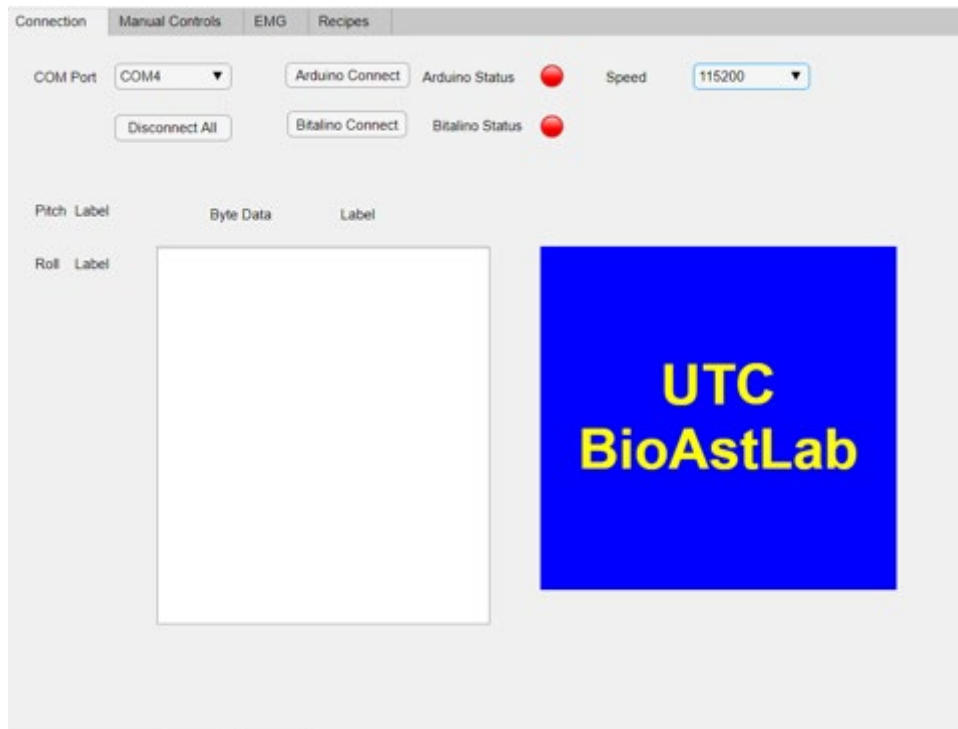 Connection Manual Controls EMG Recipes
COM Port COM4 Arduino Connect Arduino Status Speed 115200
Disconnect All Bitalino Connect Bitalino Status
Pitch Label Byte Data Label
Roll Label
UTC
BioAstLab